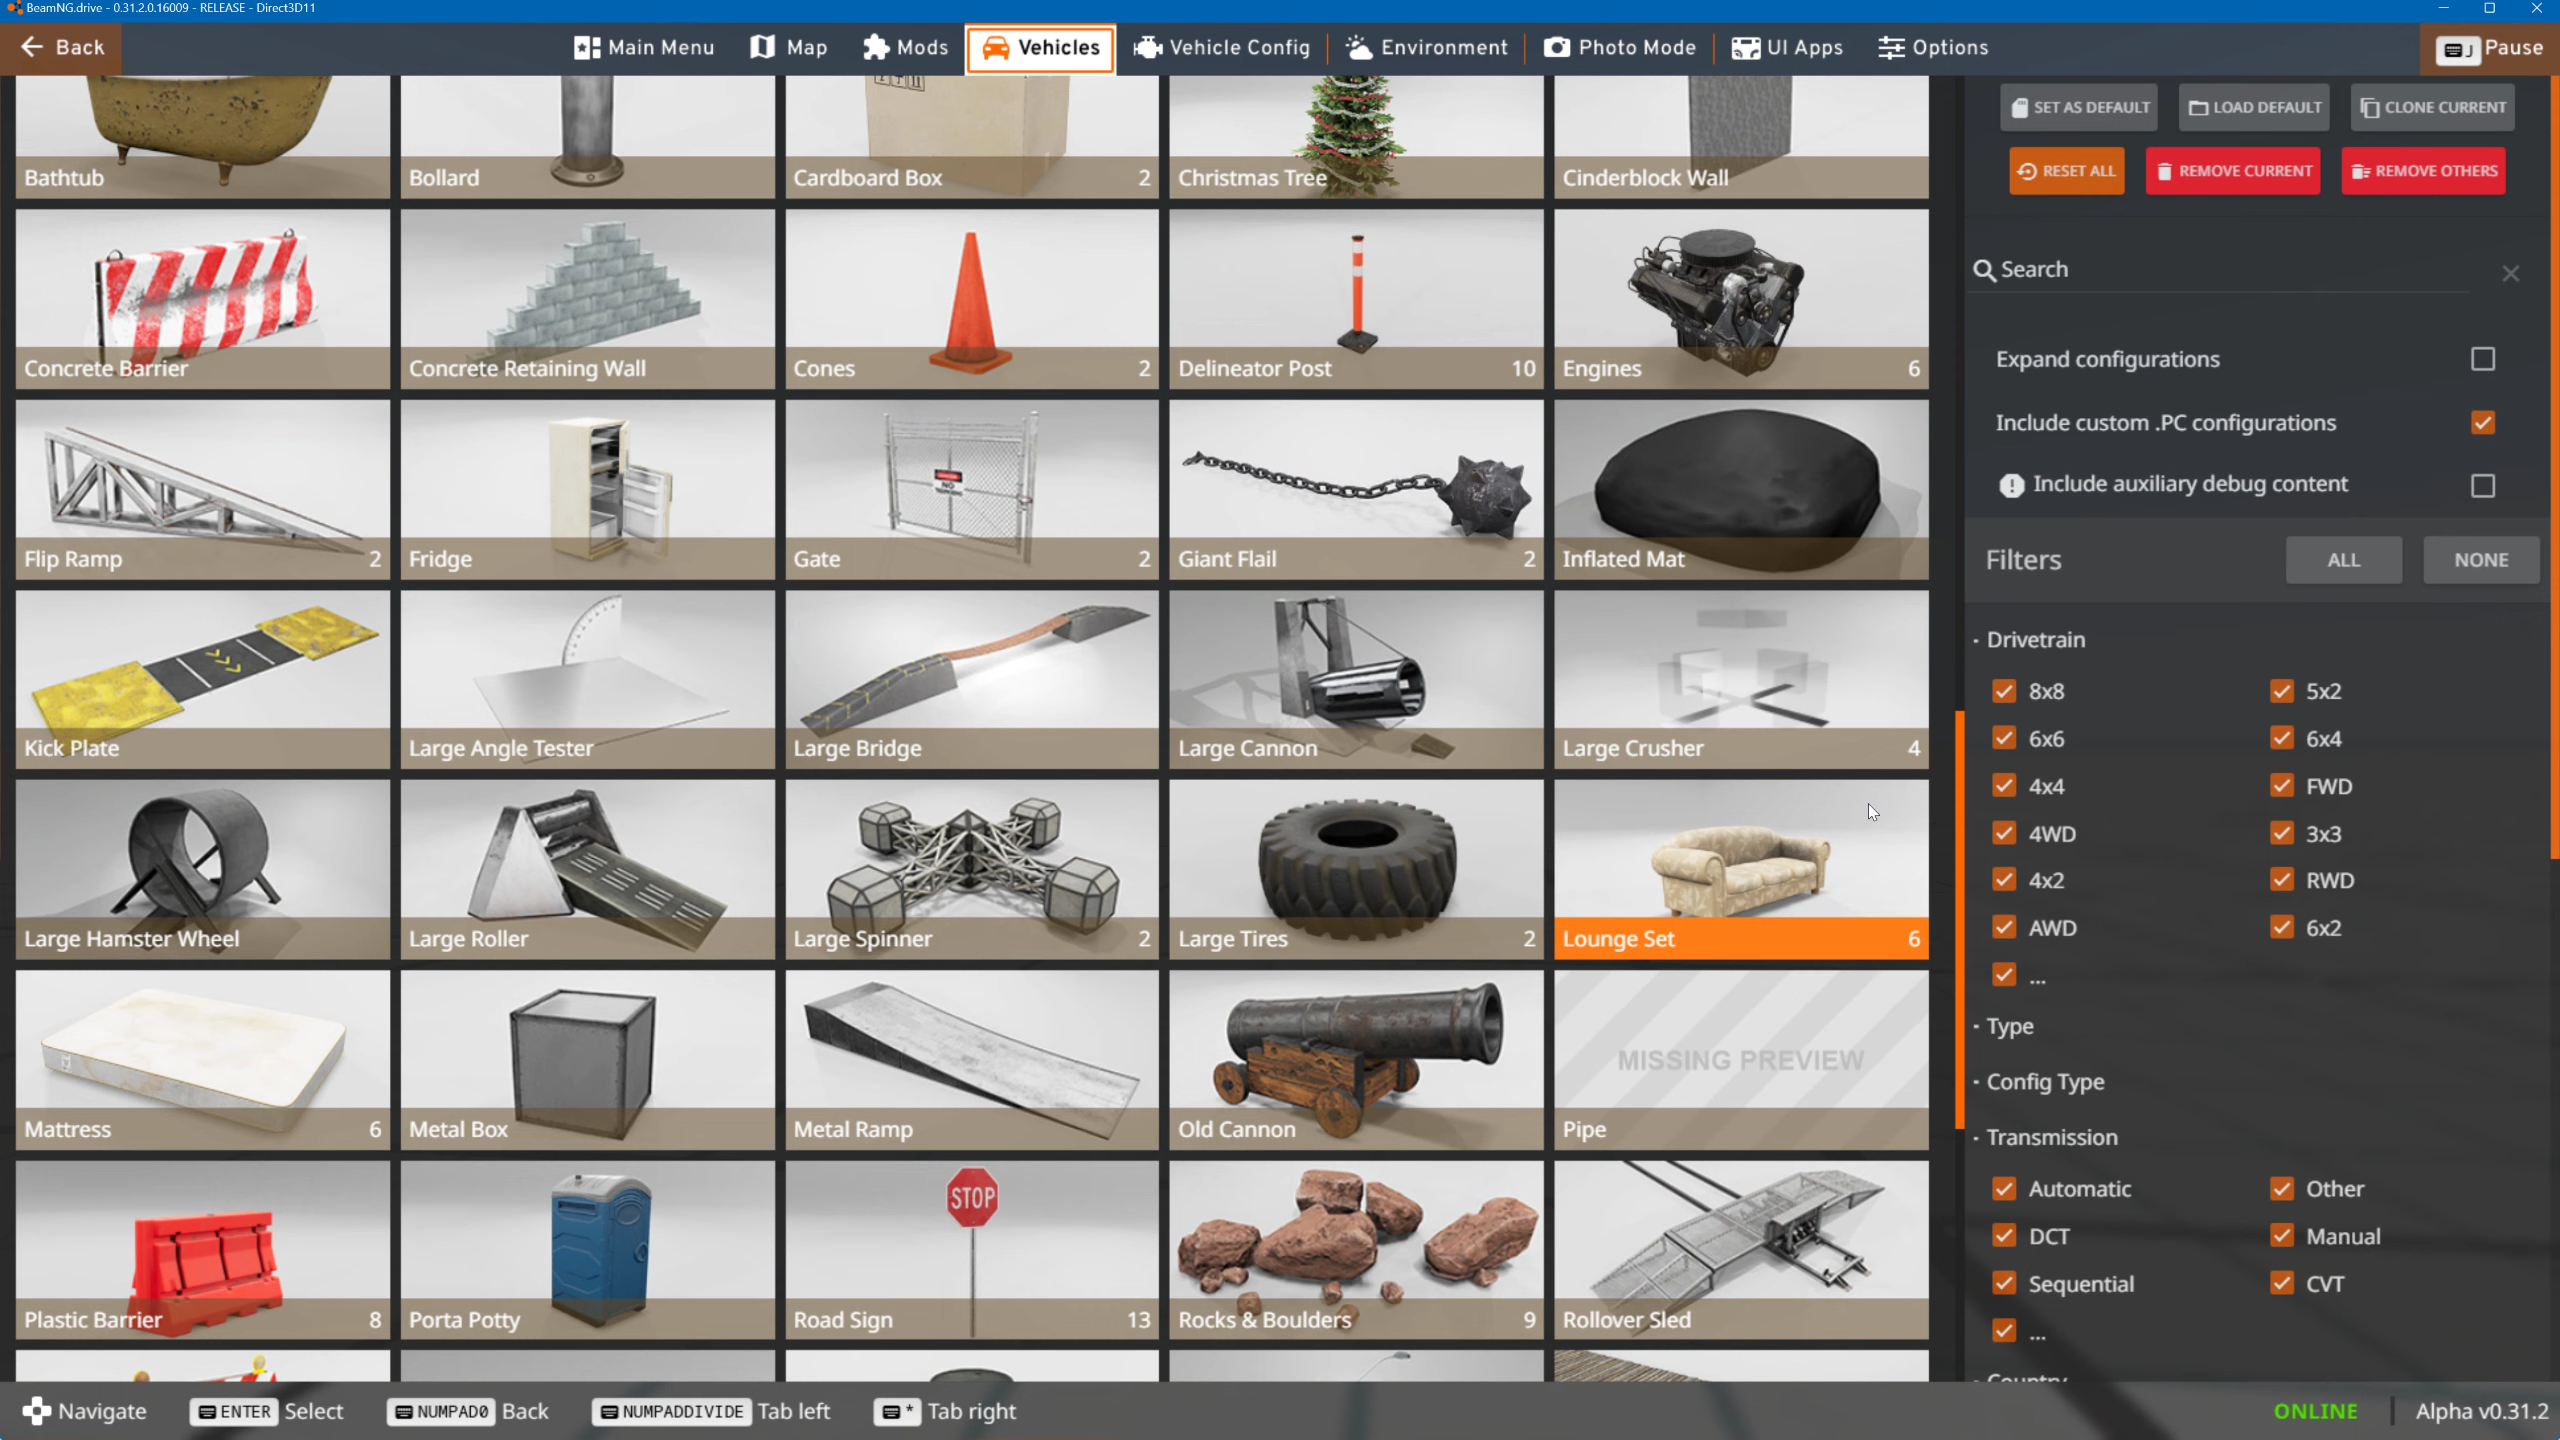 BeamNG.drive - 0.31.2.0.16009 - RELEASE - Direct3D11
Back
Main Menu
Map
Mods
Vehicles
Vehicle Config
Environment
Photo Mode
UI Apps
Options
J Pause
Bathtub
Bollard
Cardboard Box 2
Christmas Tree
Cinderblock Wall
Concrete Barrier
Concrete Retaining Wall
Cones 2
Delineator Post 10
Engines 6
Flip Ramp 2
Fridge
NO
Gate 2
Giant Flail 2
Inflated Mat
Kick Plate
Large Angle Tester
Large Bridge
Large Cannon
Large Crusher 4
Large Hamster Wheel
Large Roller
Large Spinner 2
Large Tires 2
Lounge Set 6
Mattress 6
Metal Box
Metal Ramp
Old Cannon
MISSING PREVIEW
Pipe
Plastic Barrier 8
Porta Potty
STOP
Road Sign 13
Rocks & Boulders 9
Rollover Sled
SET AS DEFAULT
LOAD DEFAULT
CLONE CURRENT
RESET ALL
REMOVE CURRENT
REMOVE OTHERS
Search
Expand configurations
Include custom .PC configurations
Include auxiliary debug content
Filters
ALL
NONE
- Drivetrain
8x8
5x2
6x6
6x4
4x4
FWD
4WD
3x3
4x2
RWD
AWD
6x2
...
- Type
- Config Type
- Transmission
Automatic
Other
DCT
Manual
Sequential
CVT
...
- Country
Navigate
ENTER Select
NUMPAD0 Back
NUMPADDIVIDE Tab left
* Tab right
ONLINE
Alpha v0.31.2